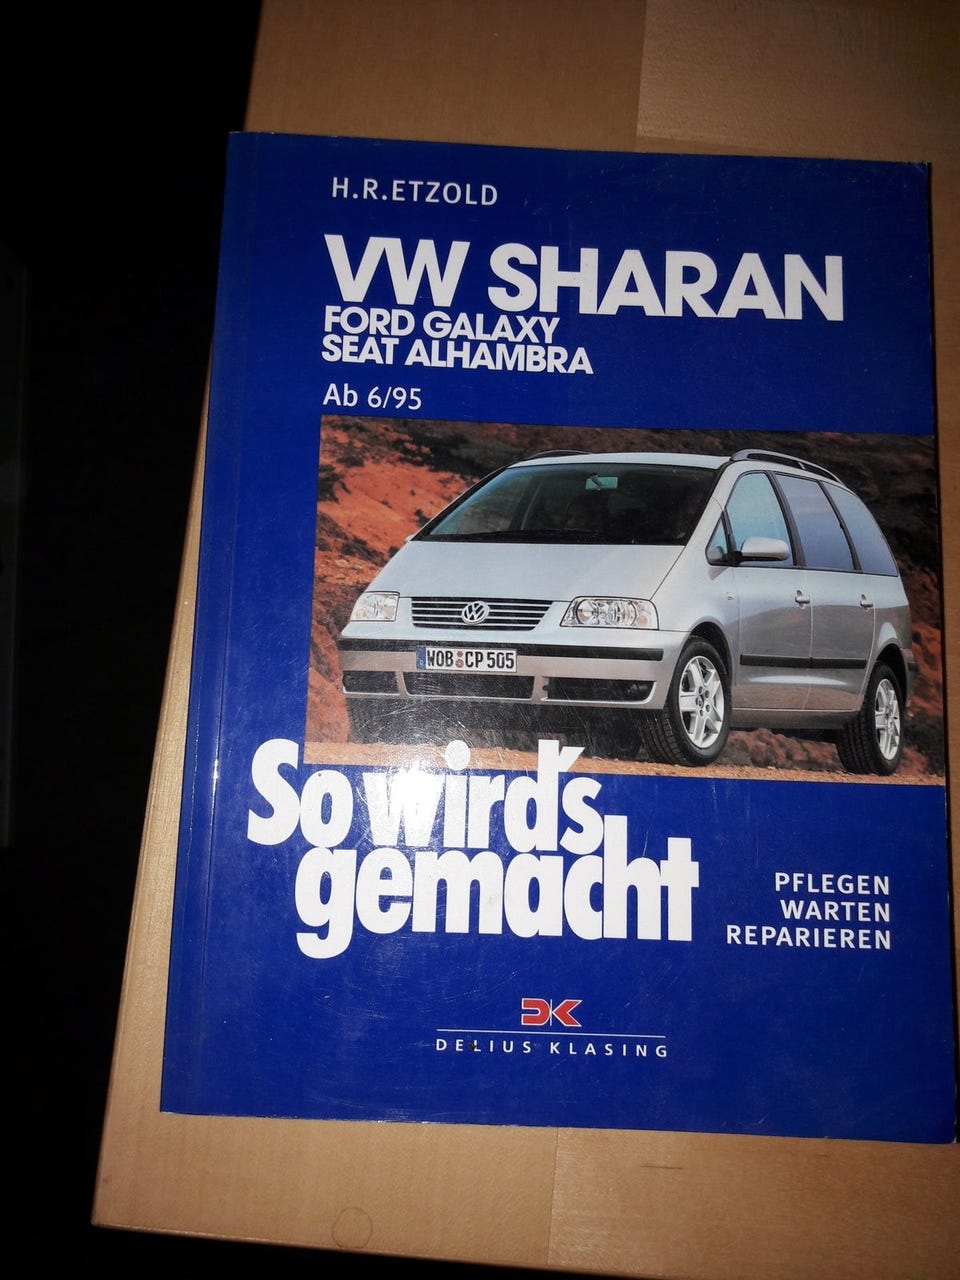 H.R.ETZOLD
VW SHARAN
FORD GALAXY
SEAT ALHAMBRA
Ab 6/95
WOB CP 505
So wird's
gemacht
PFLEGEN
WARTEN
REPARIEREN
DK
DELIUS KLASING